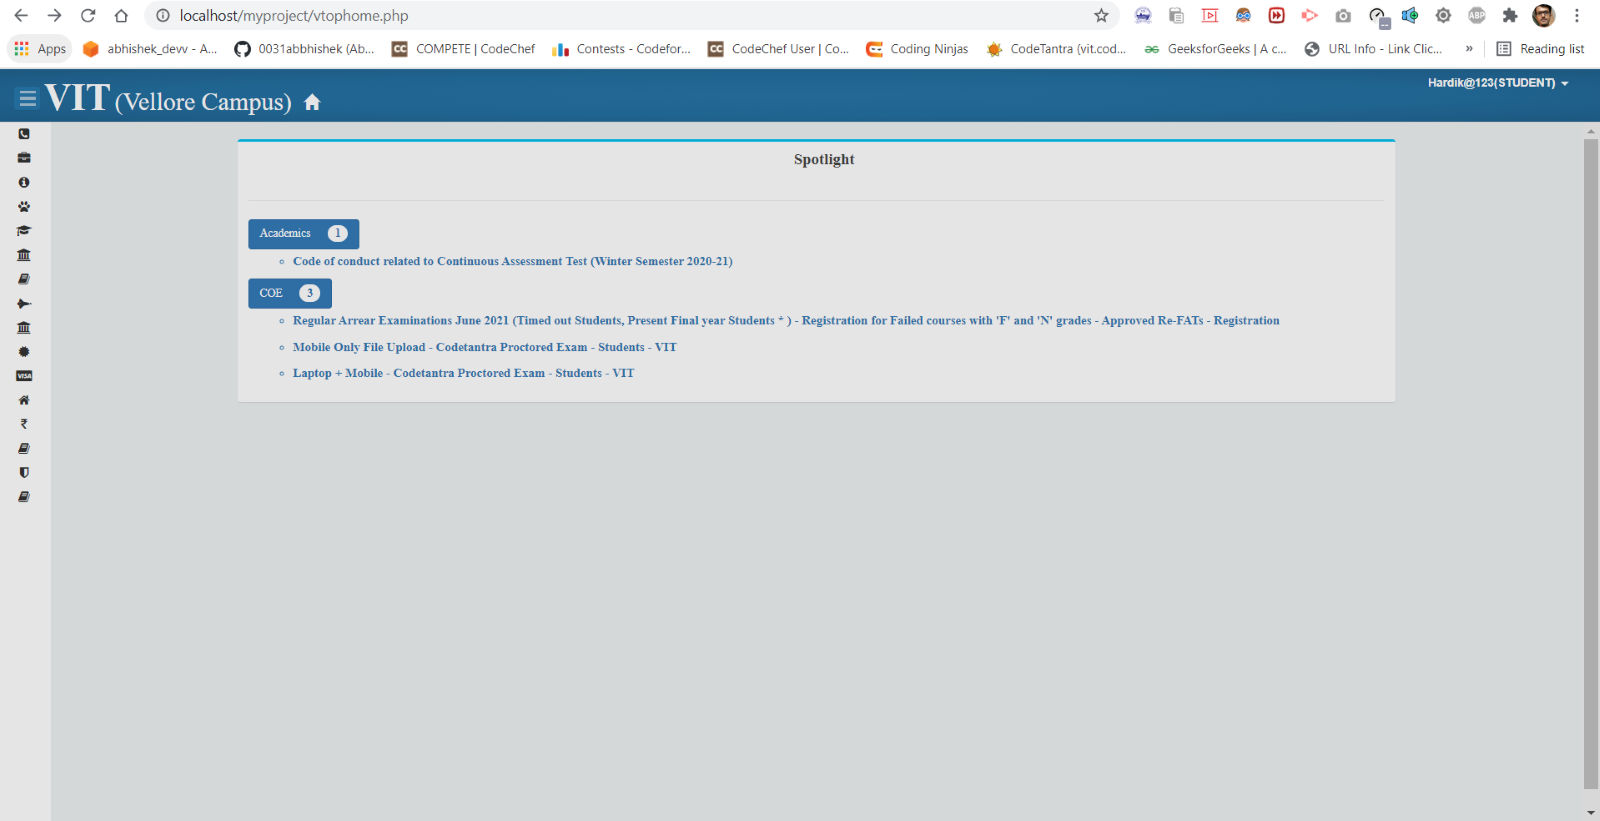 localhost/myproject/vtophome.php
ABP
Apps abhishek_devv - A... 0031abbhishek (Ab... CC COMPETE | CodeChef Contests - Codefor... CC CodeChef User | Co... Coding Ninjas CodeTantra (vit.cod... GeeksforGeeks | A c... URL Info - Link Clic... » Reading list
VIT (Vellore Campus)
Hardik@123(STUDENT)
Spotlight
Academics 1
Code of conduct related to Continuous Assessment Test (Winter Semester 2020-21)
COE 3
Regular Arrear Examinations June 2021 (Timed out Students, Present Final year Students * ) - Registration for Failed courses with 'F' and 'N' grades - Approved Re-FATs - Registration
Mobile Only File Upload - Codetantra Proctored Exam - Students - VIT
Laptop + Mobile - Codetantra Proctored Exam - Students - VIT
VISA
₹